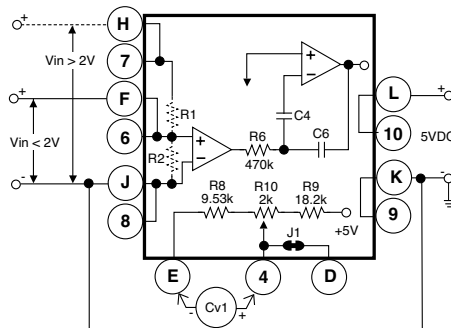 +
H
Vin > 2V
7
+
F
Vin < 2V
6
-
J
8
R1
R2
+
-
+
-
C4
R6
470k
C6
R8
9.53k
R10
2k
R9
18.2k
+5V
J1
L
+
10
5VDC
K
-
9
E
4
D
-
Cv1
+